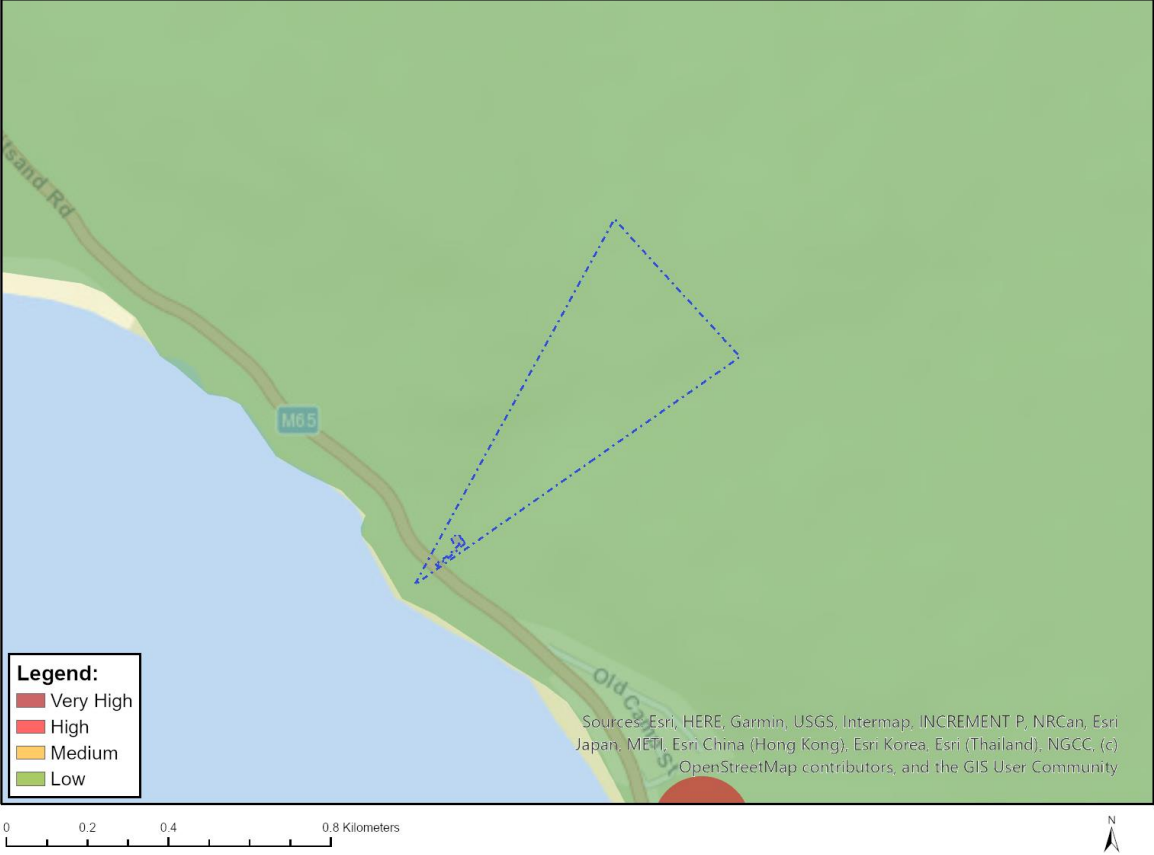 tsand Rd
M65
Old Camp St
Legend:
Very High
High
Medium
Low
Sources: Esri, HERE, Garmin, USGS, Intermap, INCREMENT P, NRCan, Esri
Japan, METI, Esri China (Hong Kong), Esri Korea, Esri (Thailand), NGCC, (c)
OpenStreetMap contributors, and the GIS User Community
0 0.2 0.4 0.8 Kilometers
N